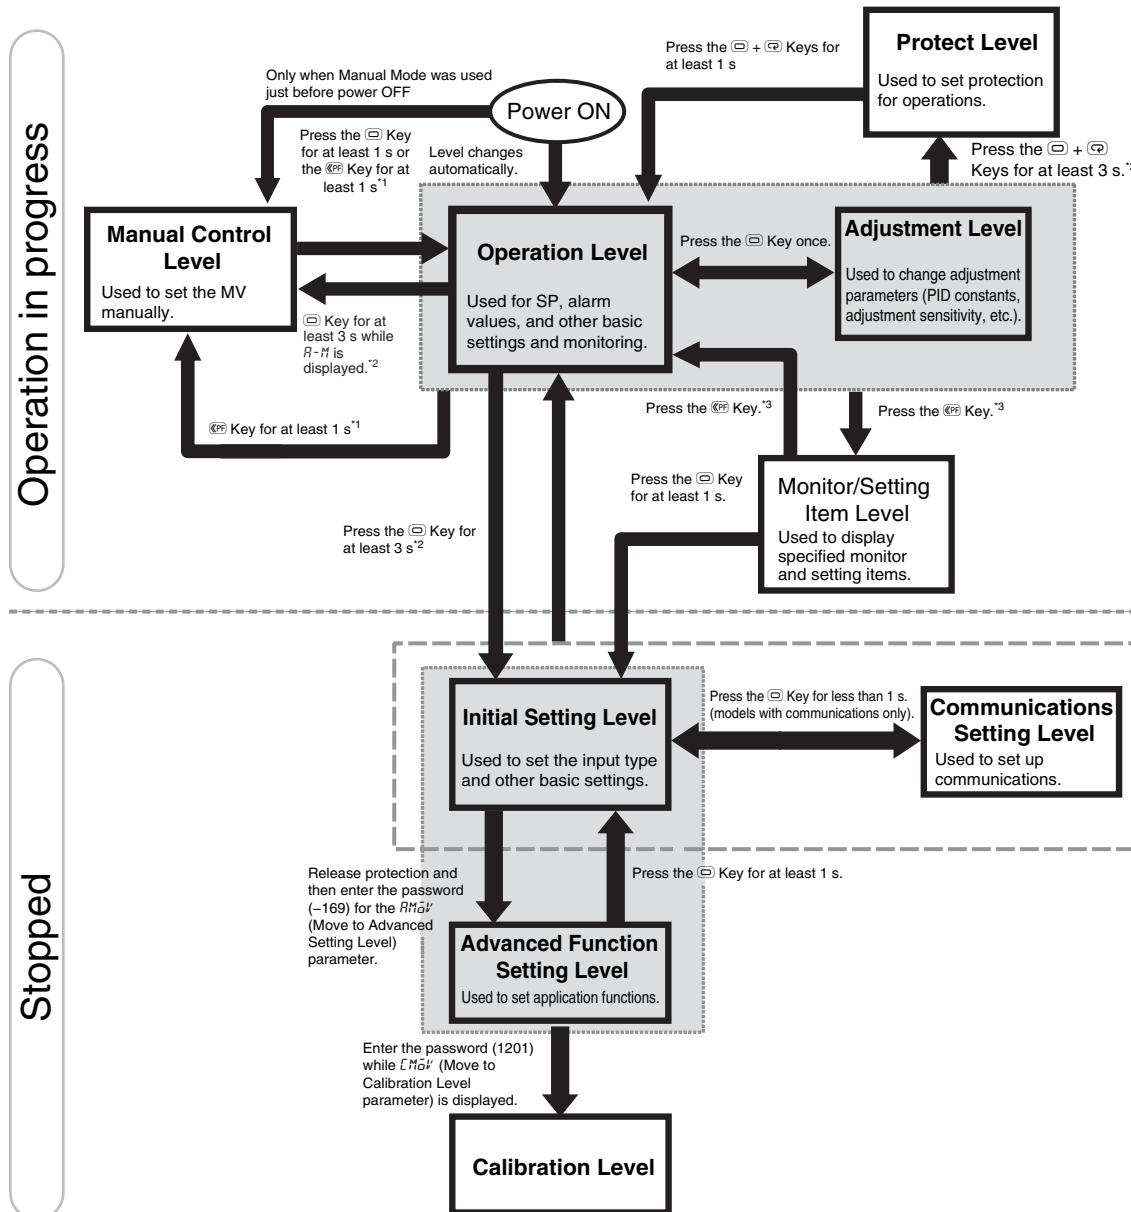 Operation in progress
Only when Manual Mode was used
just before power OFF
Power ON
Press the Key
for at least 1 s or
the PF Key for at
least 1 s*1
Level changes
automatically.
Press the + Keys for
at least 1 s
Protect Level
Used to set protection
for operations.
Press the +
Keys for at least 3 s.
Manual Control
Level
Used to set the MV
manually.
Operation Level
Used for SP, alarm
values, and other basic
settings and monitoring.
Press the Key once.
Adjustment Level
Used to change adjustment
parameters (PID constants,
adjustment sensitivity, etc.).
Key for at
least 3 s while
A-M is
displayed.*2
PF Key for at least 1 s*1
Press the PF Key.*3
Press the PF Key.*3
Press the Key
for at least 1 s.
Monitor/Setting
Item Level
Used to display
specified monitor
and setting items.
Press the Key for
at least 3 s*2
Stopped
Initial Setting Level
Used to set the input type
and other basic settings.
Press the Key for less than 1 s.
(models with communications only).
Communications
Setting Level
Used to set up
communications.
Release protection and
then enter the password
(−169) for the AMoV
(Move to Advanced
Setting Level)
parameter.
Press the Key for at least 1 s.
Advanced Function
Setting Level
Used to set application functions.
Enter the password (1201)
while CMoV (Move to
Calibration Level
parameter) is displayed.
Calibration Level